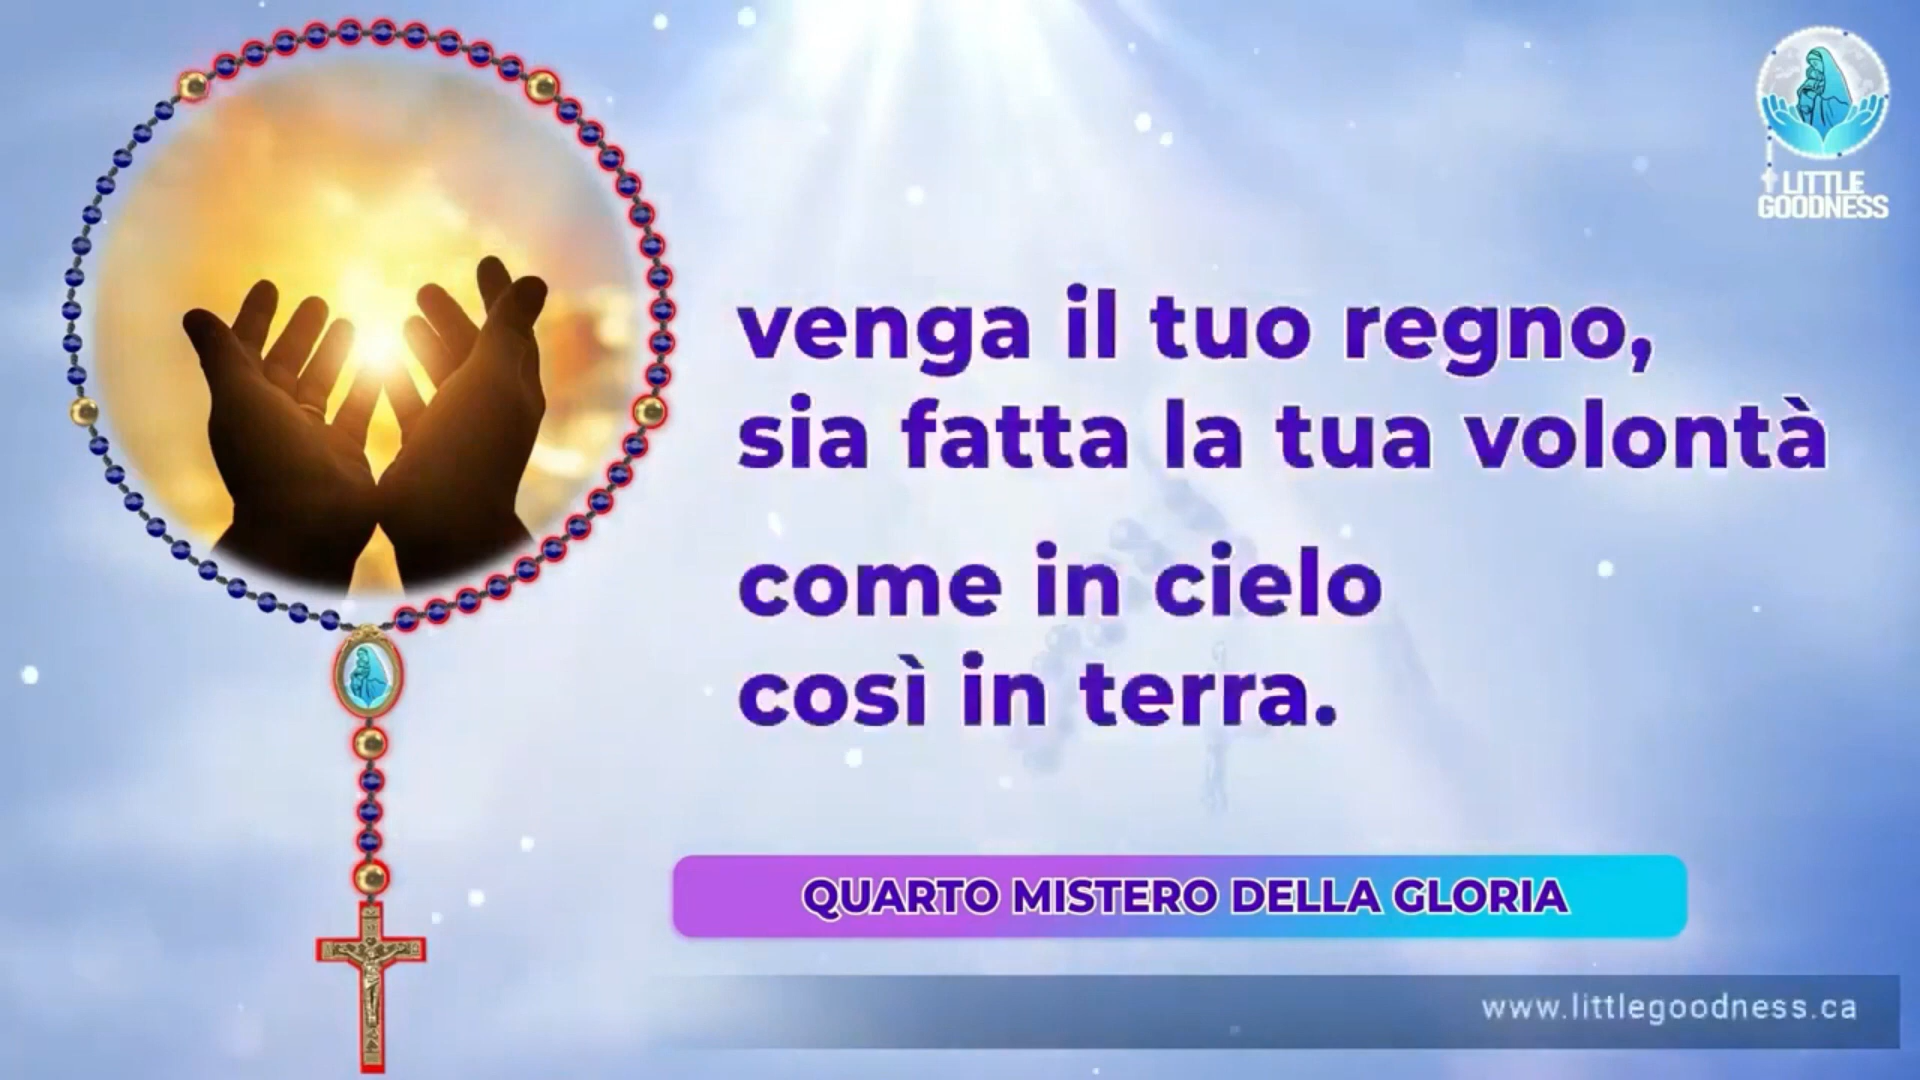 LITTLE
GOODNESS
venga il tuo regno,
sia fatta la tua volontà
come in cielo
così in terra.
QUARTO MISTERO DELLA GLORIA
www.littlegoodness.ca